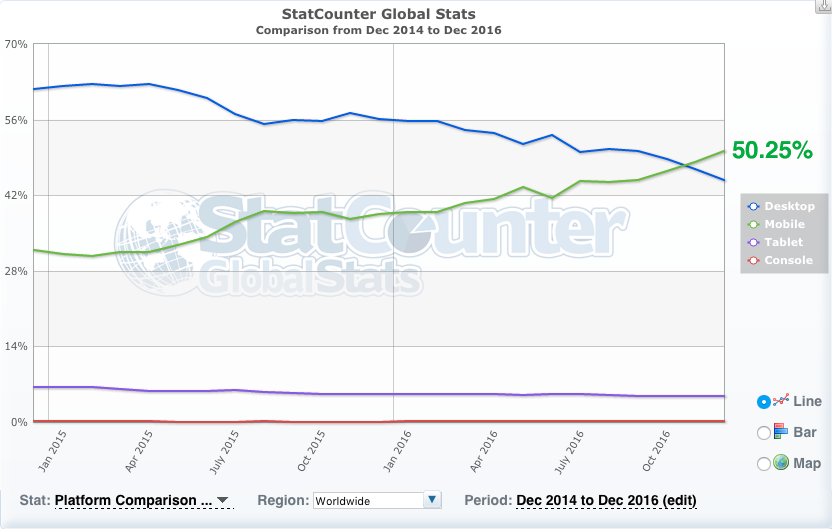 StatCounter Global Stats
Comparison from Dec 2014 to Dec 2016
70%
56%
50.25%
42%
Desktop
Mobile
Tablet
Console
StatCounter
GlobalStats
28%
14%
0%
Jan 2015
Apr 2015
July 2015
Oct 2015
Jan 2016
Apr 2016
July 2016
Oct 2016
Line
Bar
Map
Stat: Platform Comparison ... Region: Worldwide Period: Dec 2014 to Dec 2016 (edit)